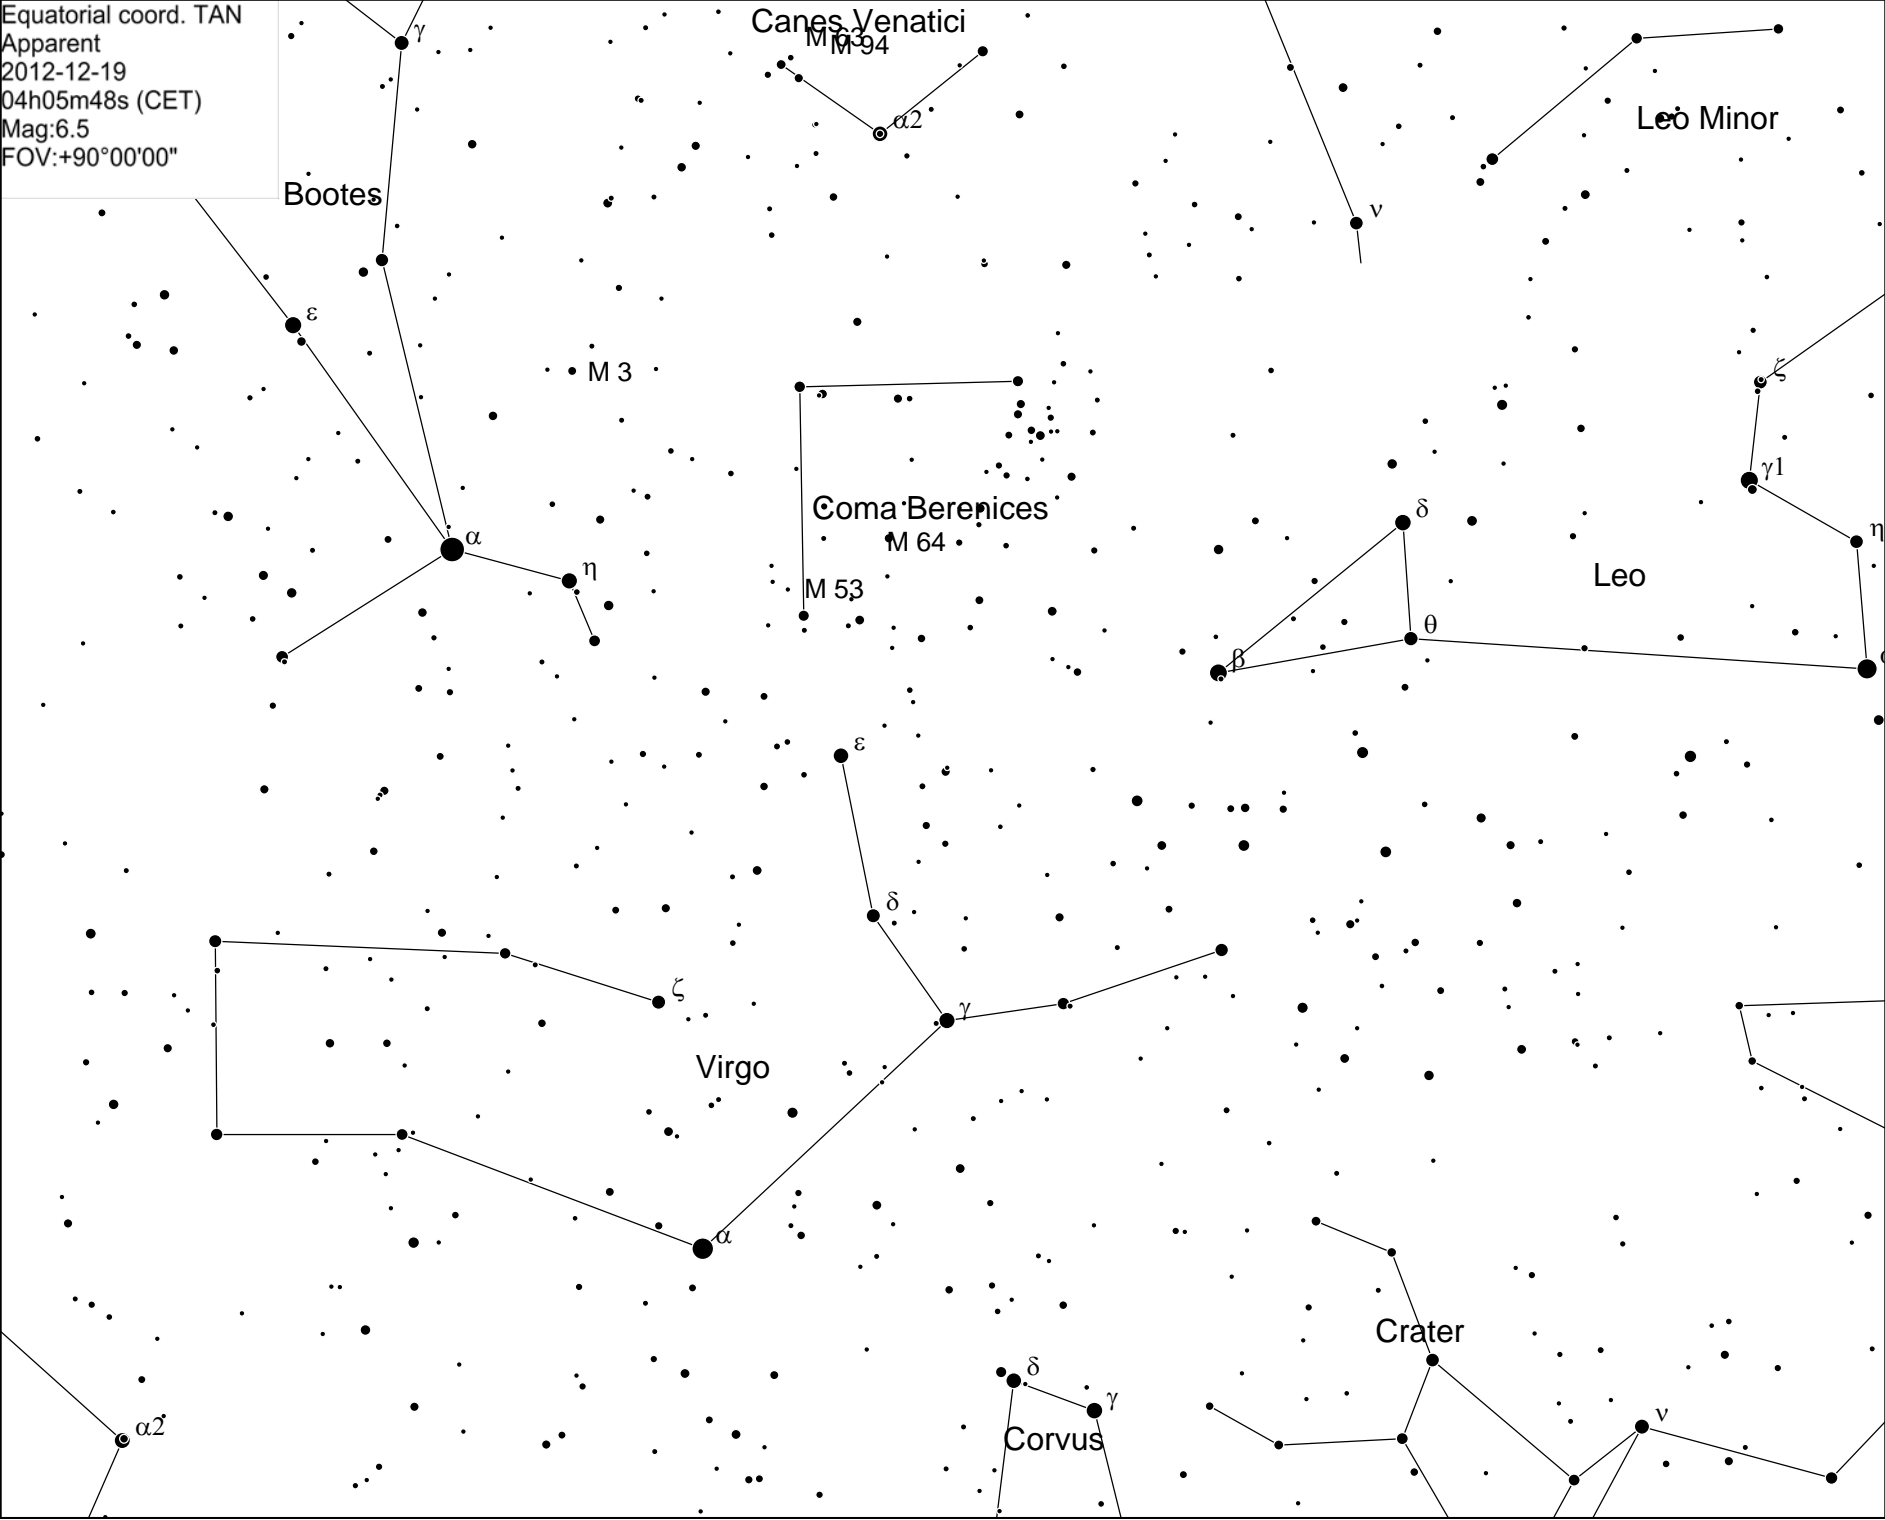 Equatorial coord. TAN
Apparent
2012-12-19
04h05m48s (CET)
Mag:6.5
FOV:+90°00'00"
γ
Canes Venatici
M 63
M 94
α2
Leo Minor
Bootes
ν
ε
M 3
ζ
γ1
Coma Berenices
δ
α
M 64
η
η
Leo
M 53
θ
β
ε
δ
ζ
γ
Virgo
α
Crater
δ
γ
ν
α2
Corvus